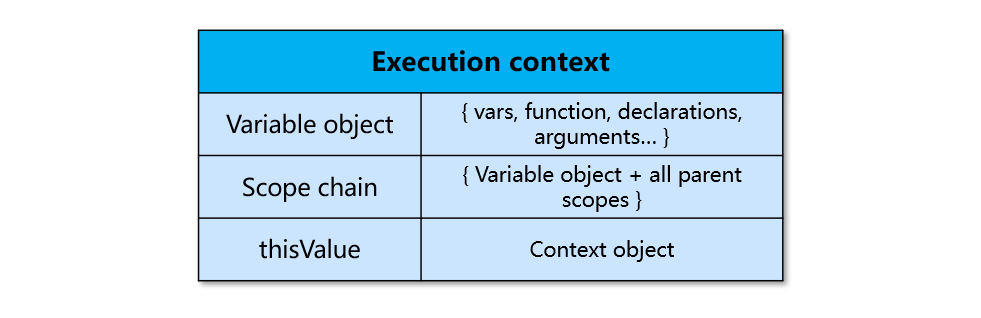 Execution context
Variable object
{ vars, function, declarations,
arguments... }
Scope chain
{ Variable object + all parent
scopes }
thisValue
Context object